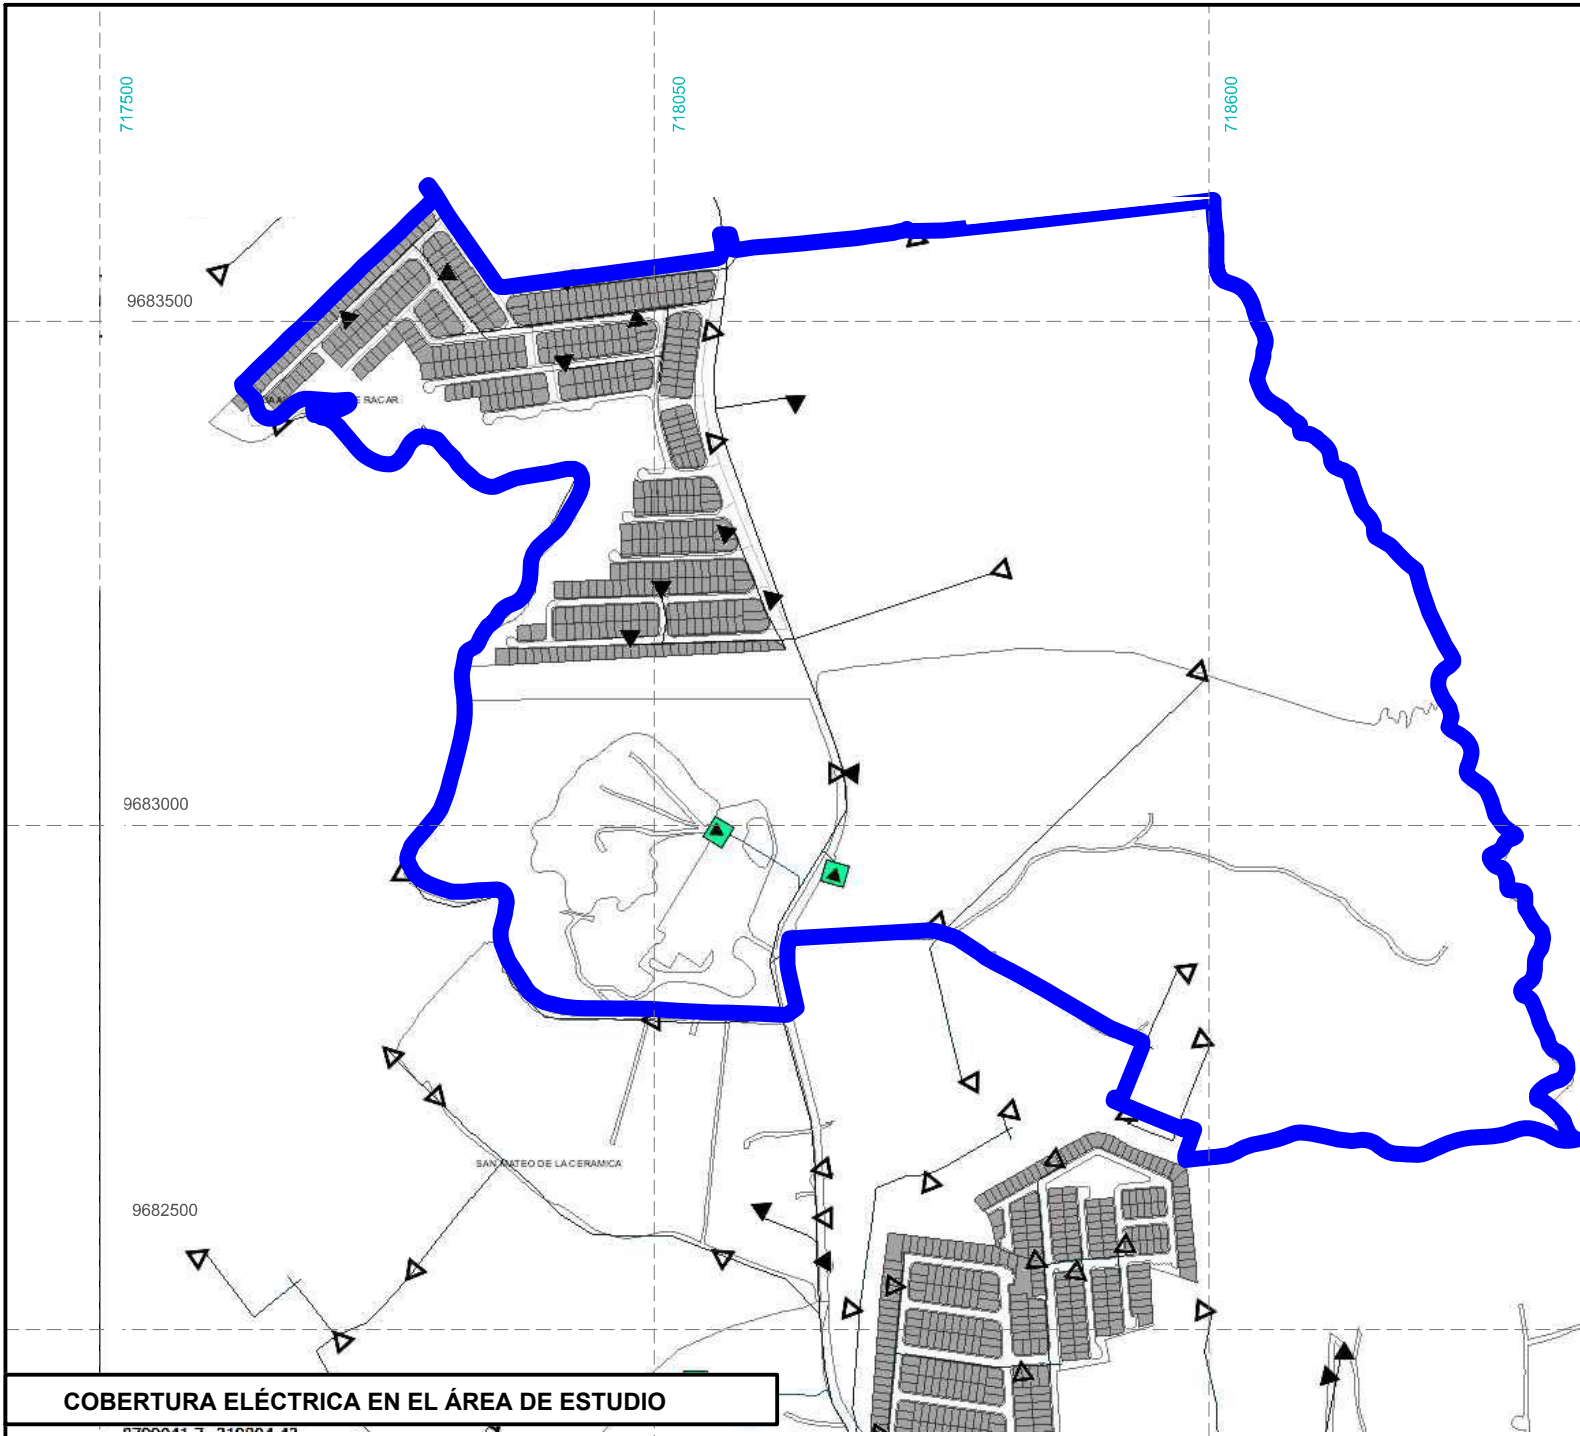 717500
718050
718600
9683500
RACAR
9683000
SAN MATEO DE LA CERAMICA
9682500
COBERTURA ELÉCTRICA EN EL ÁREA DE ESTUDIO